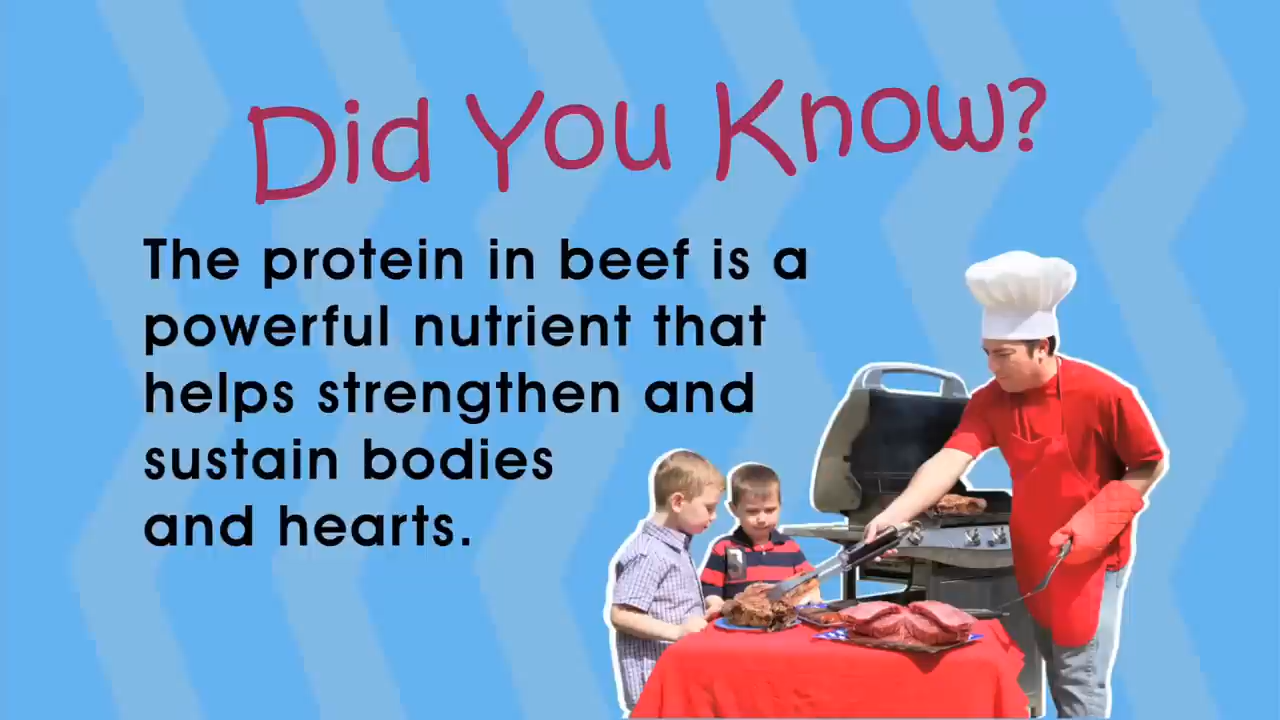 Did You Know?
The protein in beef is a
powerful nutrient that
helps strengthen and
sustain bodies
and hearts.